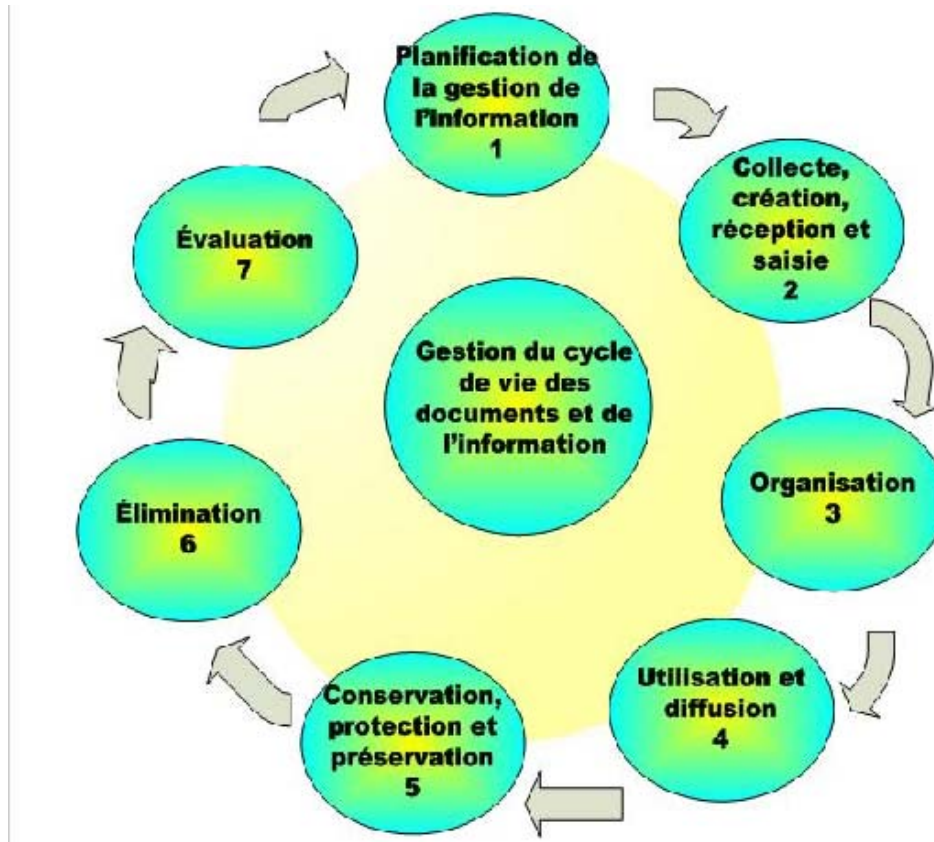 Planification de
la gestion de
l'information
1
Collecte,
création,
réception et
saisie
2
Organisation
3
Utilisation et
diffusion
4
Conservation,
protection et
préservation
5
Élimination
6
Évaluation
7
Gestion du cycle
de vie des
documents et de
l'information